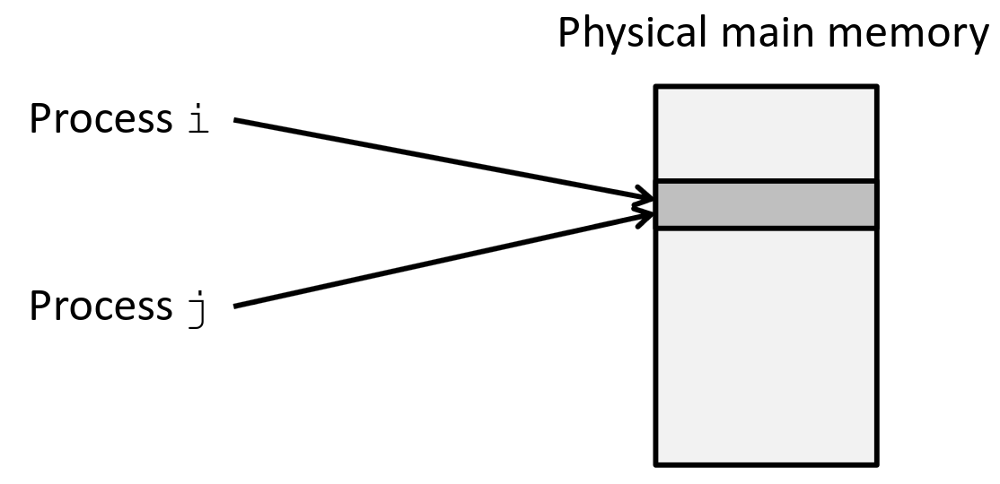 Physical main memory
Process i
Process j